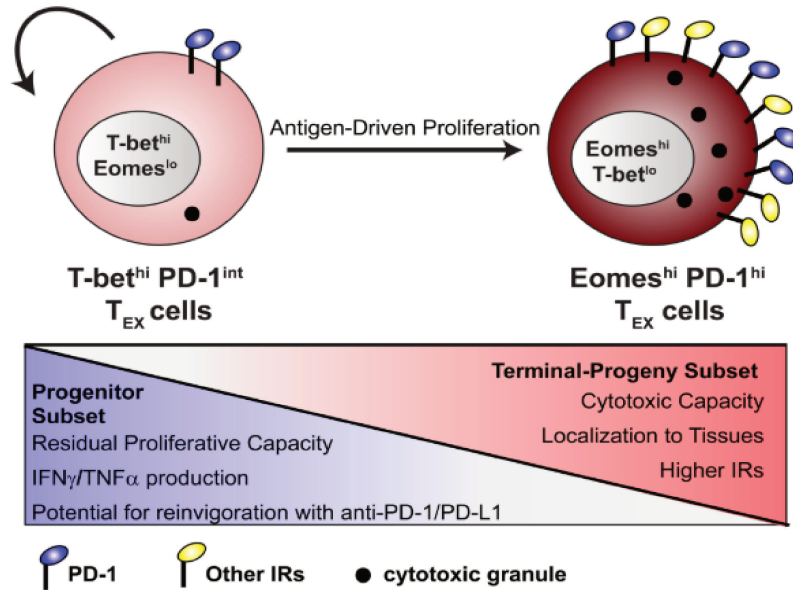 T-bet^hi
Eomes^lo
Antigen-Driven Proliferation
Eomes^hi
T-bet^lo
T-bet^hi PD-1^int
T_EX cells
Eomes^hi PD-1^hi
T_EX cells
Progenitor
Subset
Residual Proliferative Capacity
IFNγ/TNFα production
Potential for reinvigoration with anti-PD-1/PD-L1
Terminal-Progeny Subset
Cytotoxic Capacity
Localization to Tissues
Higher IRs
PD-1
Other IRs
cytotoxic granule